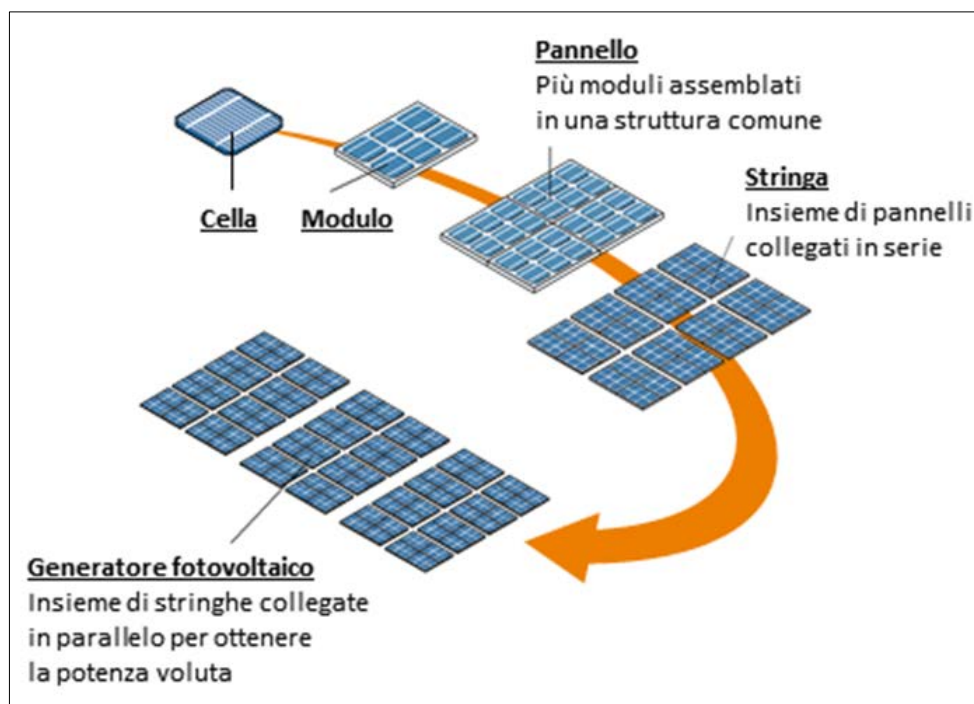 Pannello
Più moduli assemblati
in una struttura comune
Stringa
Insieme di pannelli
collegati in serie
Cella
Modulo
Generatore fotovoltaico
Insieme di stringhe collegate
in parallelo per ottenere
la potenza voluta